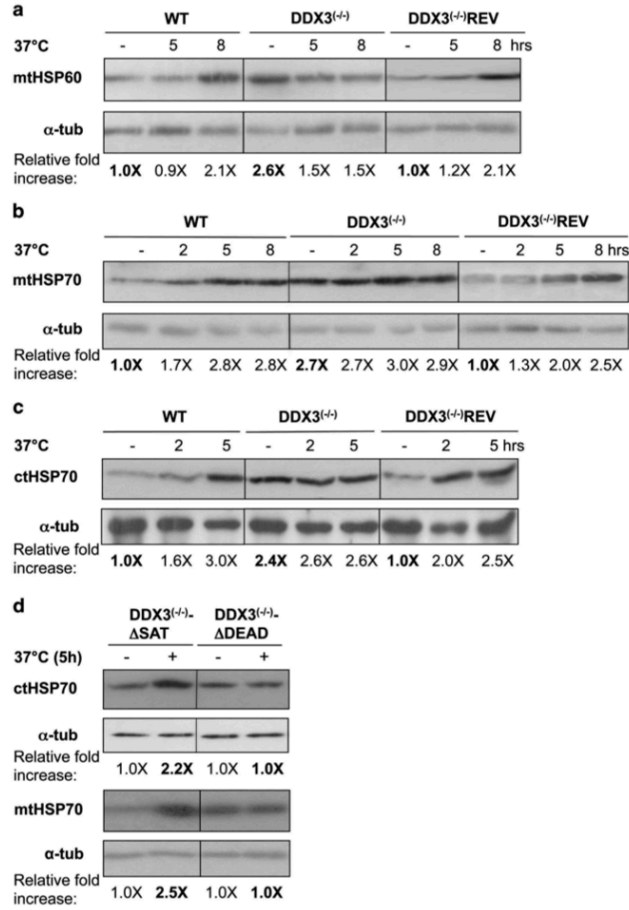 a
WT DDX3(-/-) DDX3(-/-)REV
37°C - 5 8 - 5 8 - 5 8 hrs
mtHSP60
α-tub
Relative fold
increase: 1.0X 0.9X 2.1X 2.6X 1.5X 1.5X 1.0X 1.2X 2.1X
b
WT DDX3(-/-) DDX3(-/-)REV
37°C - 2 5 8 - 2 5 8 - 2 5 8 hrs
mtHSP70
α-tub
Relative fold
increase: 1.0X 1.7X 2.8X 2.8X 2.7X 2.7X 3.0X 2.9X 1.0X 1.3X 2.0X 2.5X
c
WT DDX3(-/-) DDX3(-/-)REV
37°C - 2 5 - 2 5 - 2 5 hrs
ctHSP70
α-tub
Relative fold
increase: 1.0X 1.6X 3.0X 2.4X 2.6X 2.6X 1.0X 2.0X 2.5X
d
DDX3(-/-)- DDX3(-/-)-
ΔSAT ΔDEAD
37°C (5h) - + - +
ctHSP70
α-tub
Relative fold
increase: 1.0X 2.2X 1.0X 1.0X
mtHSP70
α-tub
Relative fold
increase: 1.0X 2.5X 1.0X 1.0X